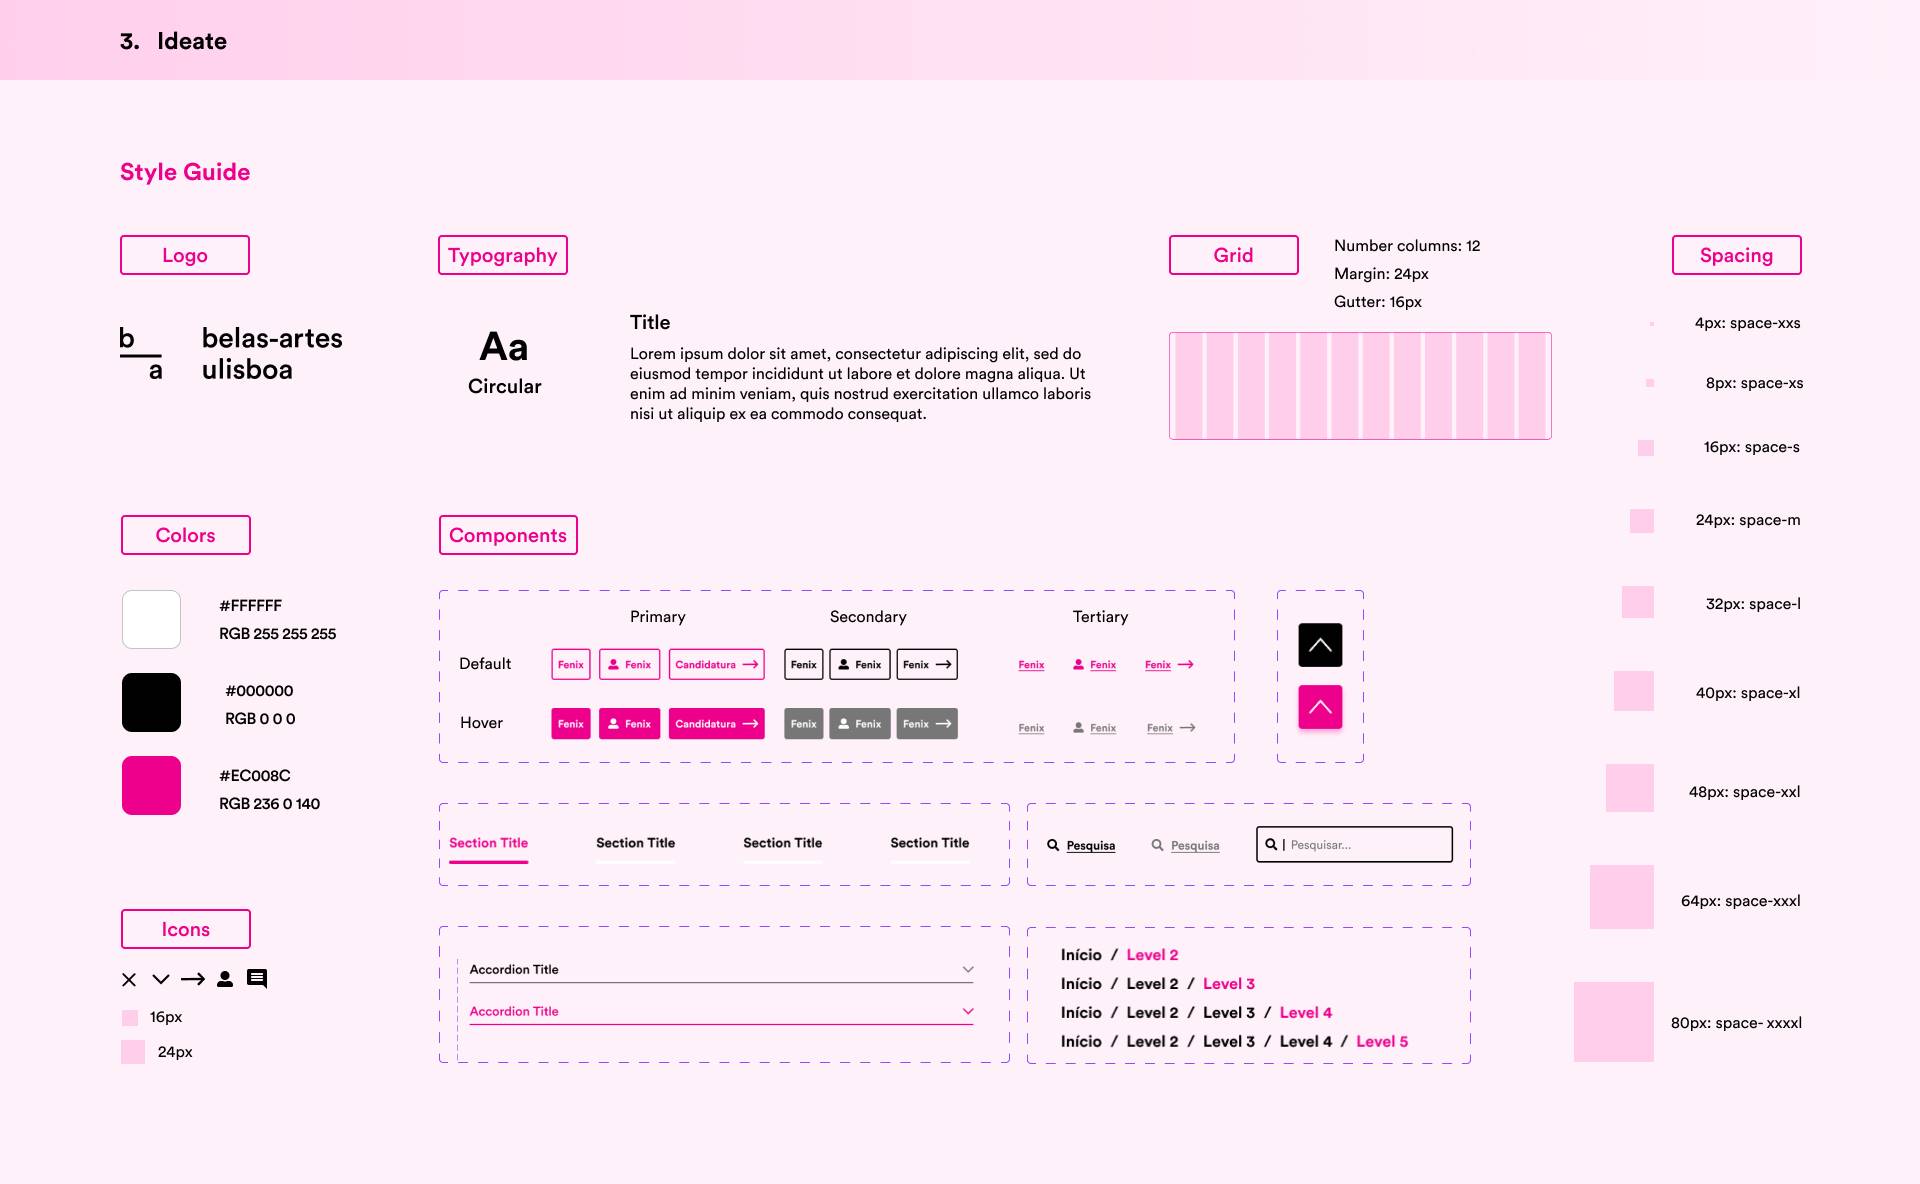 3. Ideate
Style Guide
Logo
b
a
belas-artes
ulisboa
Typography
Aa
Circular
Title
Lorem ipsum dolor sit amet, consectetur adipiscing elit, sed do
eiusmod tempor incididunt ut labore et dolore magna aliqua. Ut
enim ad minim veniam, quis nostrud exercitation ullamco laboris
nisi ut aliquip ex ea commodo consequat.
Grid
Number columns: 12
Margin: 24px
Gutter: 16px
Spacing
4px: space-xxs
8px: space-xs
16px: space-s
24px: space-m
32px: space-l
40px: space-xl
48px: space-xxl
64px: space-xxxl
80px: space- xxxxl
Colors
#FFFFFF
RGB 255 255 255
#000000
RGB 0 0 0
#EC008C
RGB 236 0 140
Icons
16px
24px
Components
Primary Secondary Tertiary
Default Fenix Fenix Candidatura Fenix Fenix Fenix Fenix Fenix Fenix
Hover Fenix Fenix Candidatura Fenix Fenix Fenix Fenix Fenix Fenix
Section Title Section Title Section Title Section Title
Pesquisa Pesquisa | Pesquisar...
Accordion Title
Accordion Title
Início / Level 2
Início / Level 2 / Level 3
Início / Level 2 / Level 3 / Level 4
Início / Level 2 / Level 3 / Level 4 / Level 5